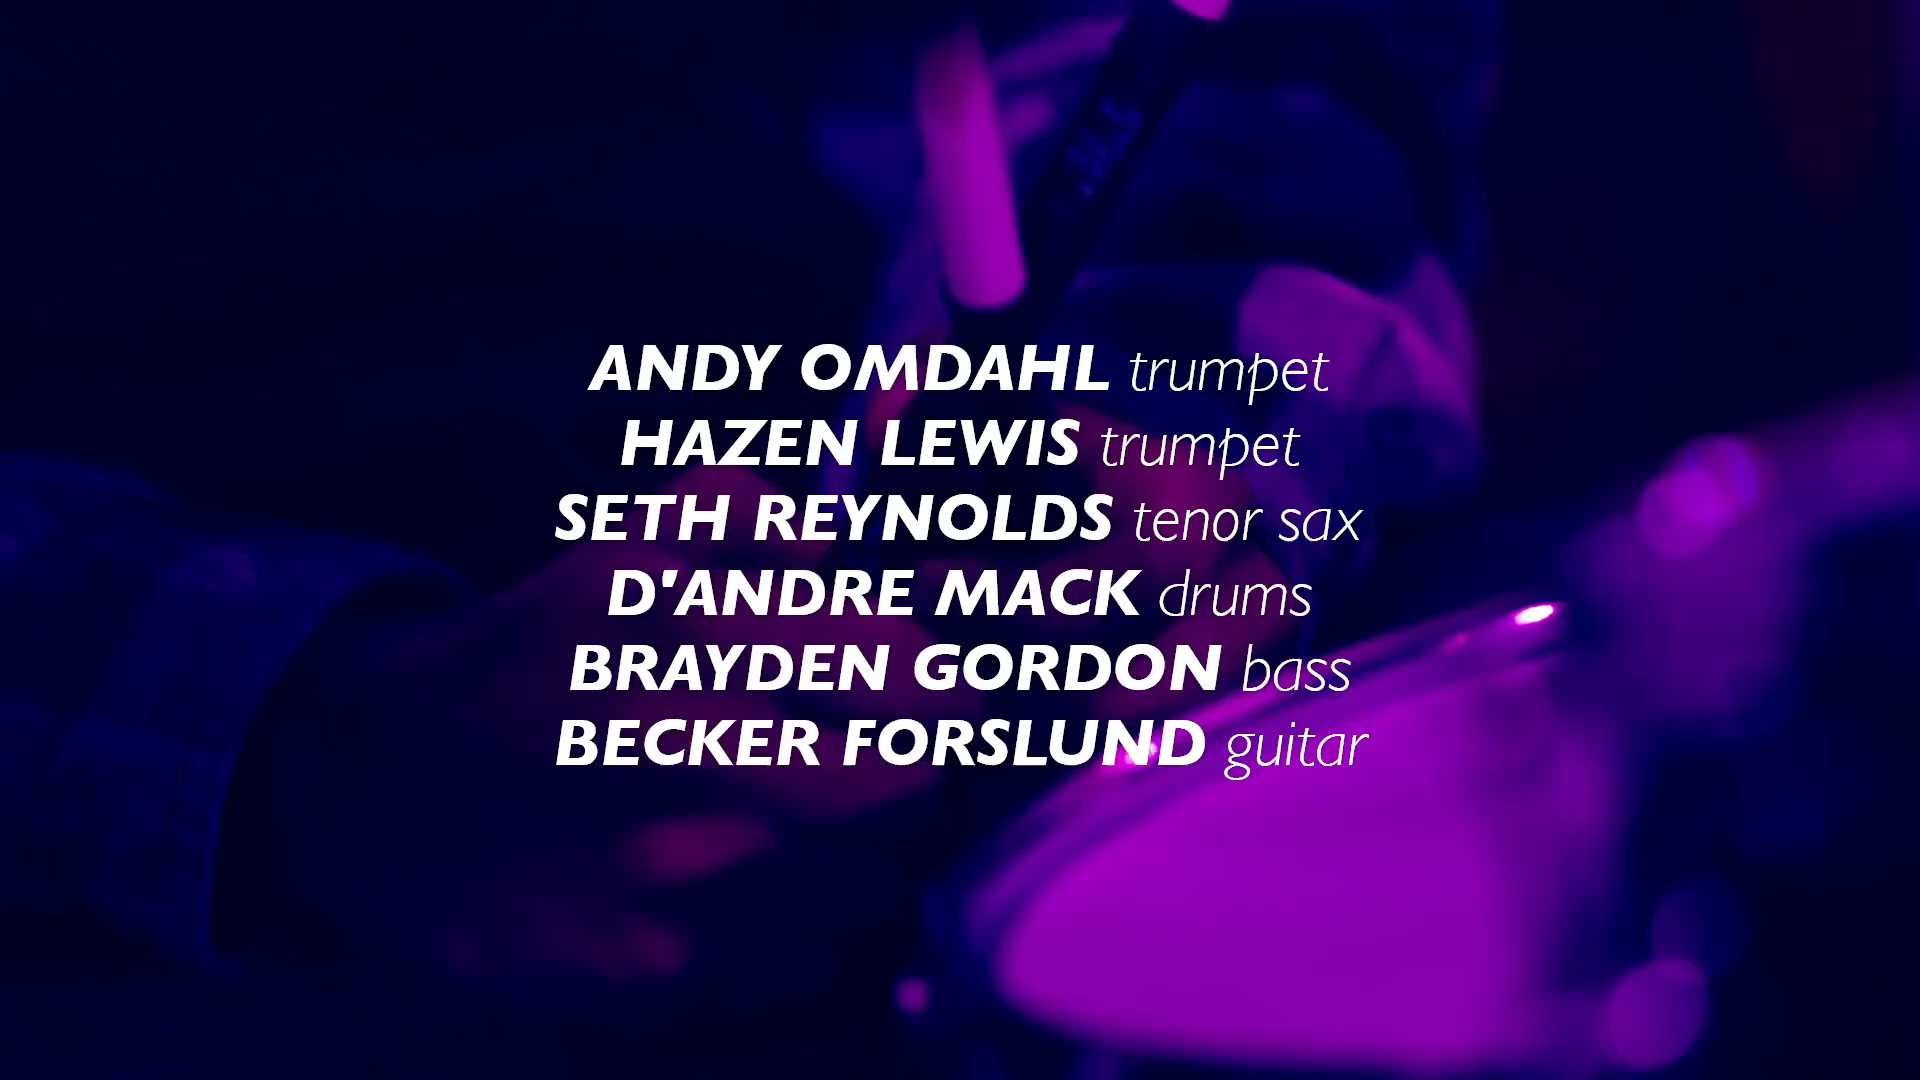 ANDY OMDAHL trumpet
HAZEN LEWIS trumpet
SETH REYNOLDS tenor sax
D'ANDRE MACK drums
BRAYDEN GORDON bass
BECKER FORSLUND guitar